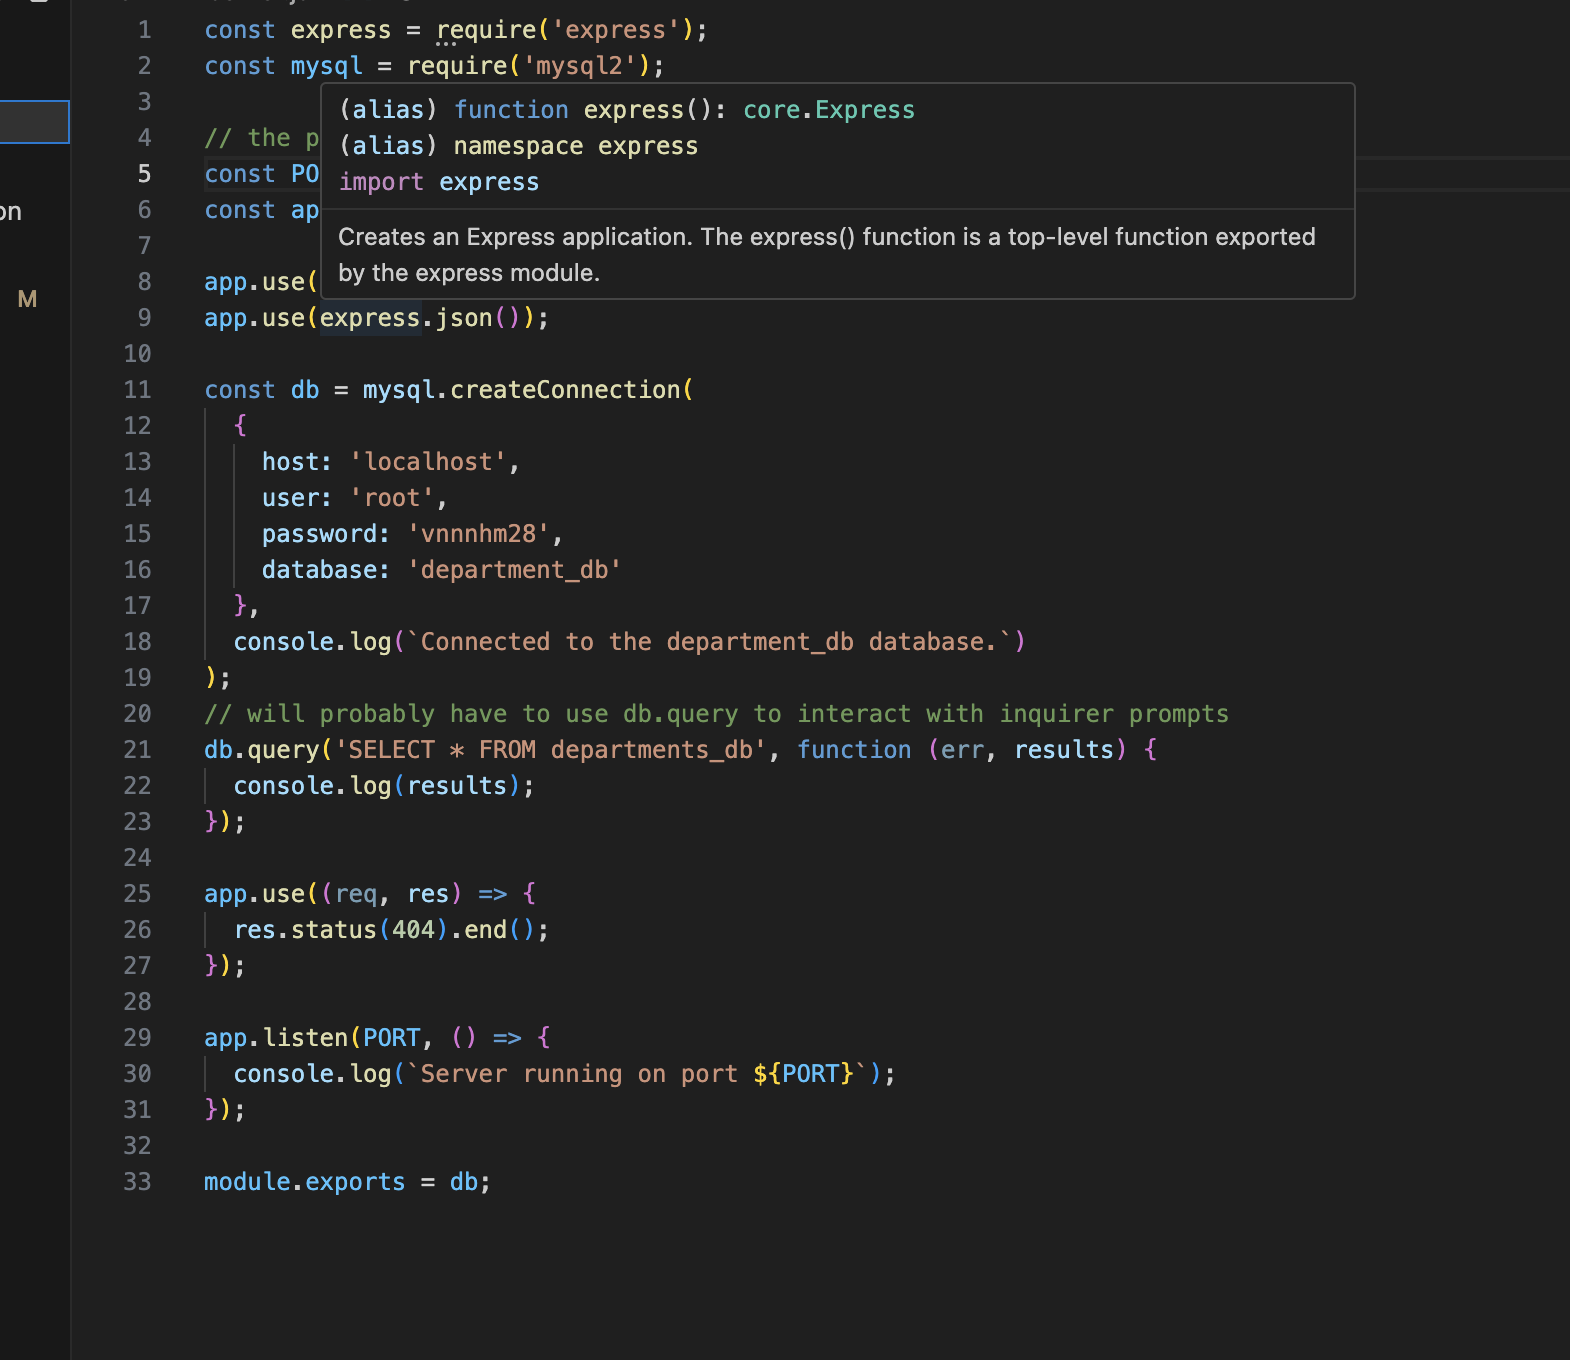 1 const express = require('express');
2 const mysql = require('mysql2');
3
4 // the p
5 const PO
6 const ap
7
8 app.use(
(alias) function express(): core.Express
(alias) namespace express
import express
Creates an Express application. The express() function is a top-level function exported
by the express module.
9 app.use(express.json());
10
11 const db = mysql.createConnection(
12 {
13 host: 'localhost',
14 user: 'root',
15 password: 'vnnnhm28',
16 database: 'department_db'
17 },
18 console.log(`Connected to the department_db database.`)
19 );
20 // will probably have to use db.query to interact with inquirer prompts
21 db.query('SELECT * FROM departments_db', function (err, results) {
22 console.log(results);
23 });
24
25 app.use((req, res) => {
26 res.status(404).end();
27 });
28
29 app.listen(PORT, () => {
30 console.log(`Server running on port ${PORT}`);
31 });
32
33 module.exports = db;
on
M